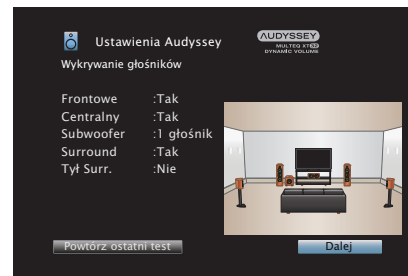 Ustawienia Audyssey
AUDYSSEY
MULTEQ XT32
DYNAMIC VOLUME
Wykrywanie głośników
Frontowe :Tak
Centralny :Tak
Subwoofer :1 głośnik
Surround :Tak
Tył Surr. :Nie
Powtórz ostatni test
Dalej